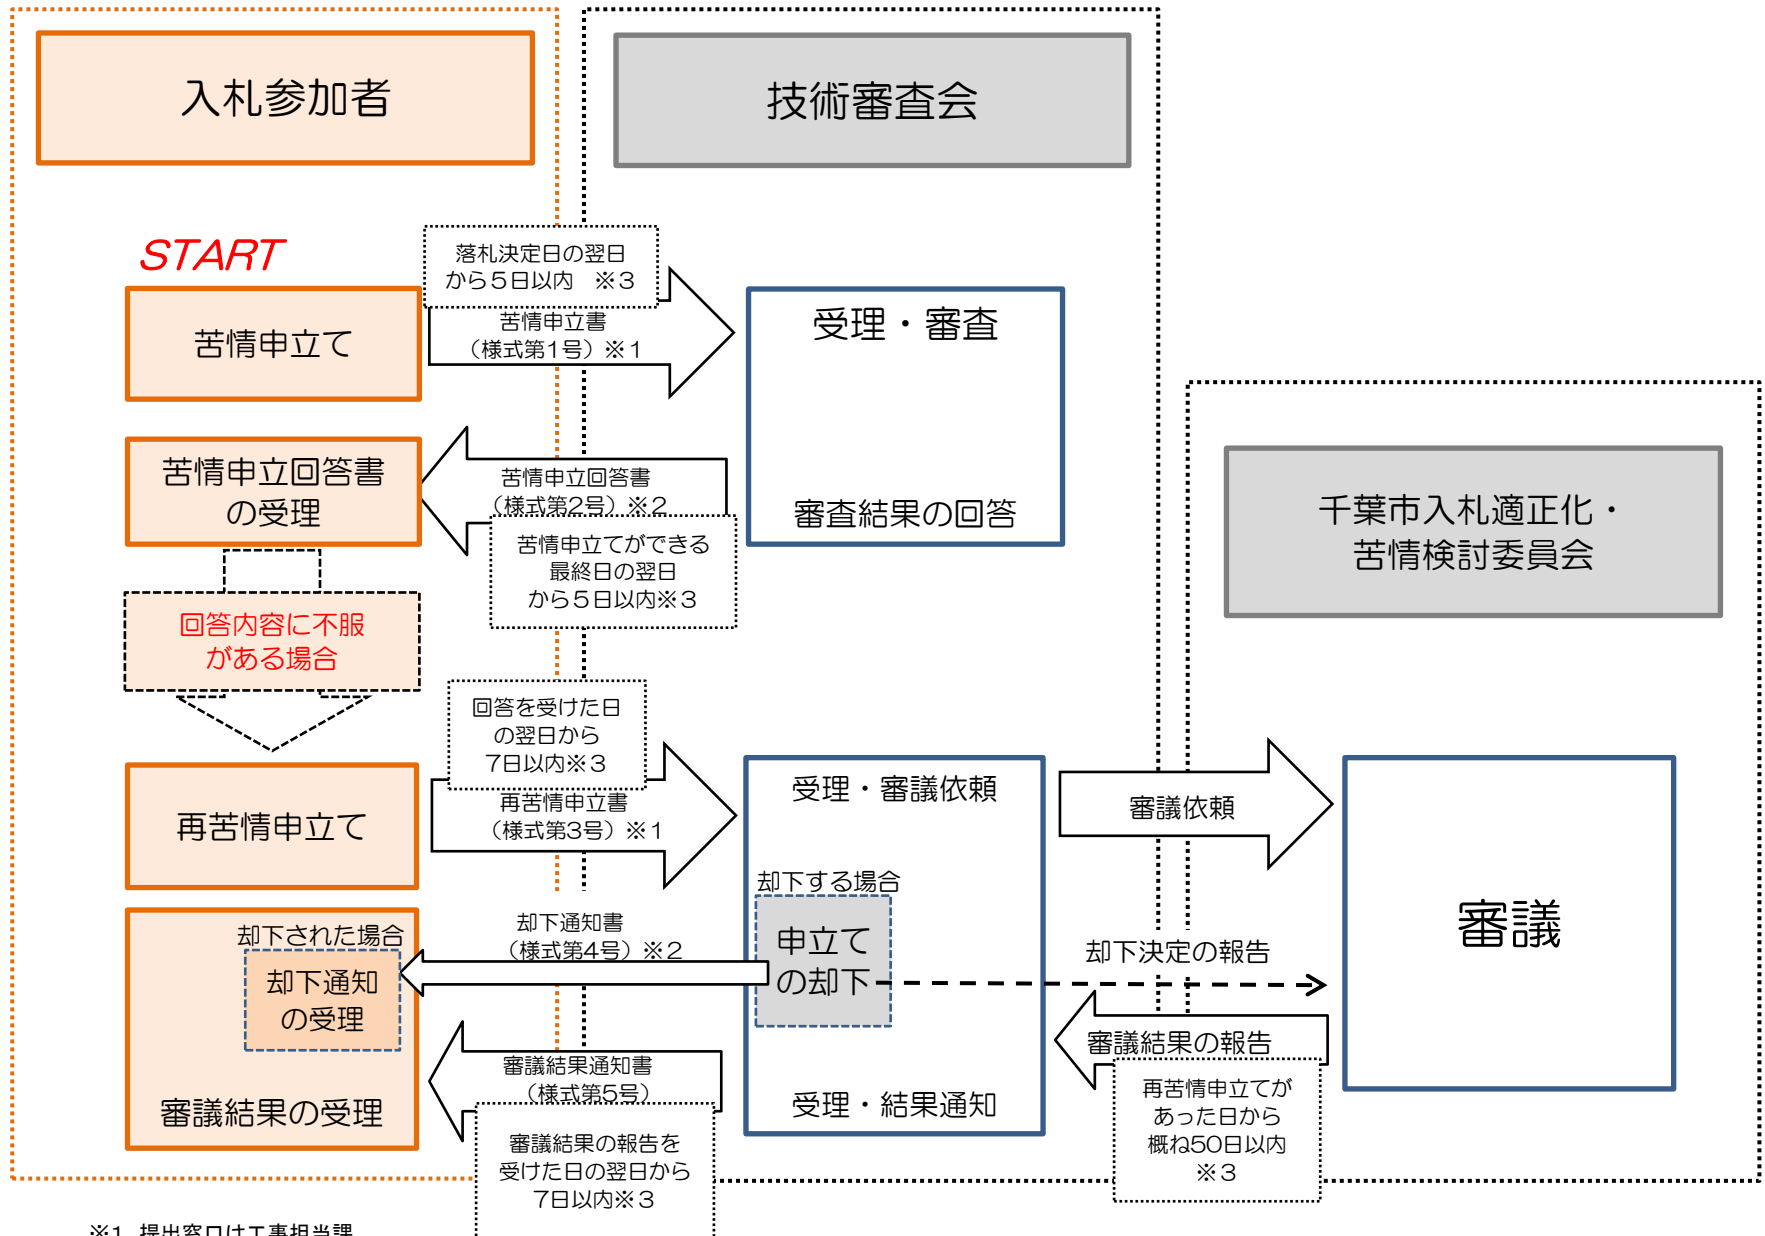 入札参加者
技術審査会
START
落札決定日の翌日
から5日以内　※3
苦情申立て
苦情申立書
（様式第1号）※1
受理・審査
苦情申立回答書
の受理
苦情申立回答書
（様式第2号）※2
審査結果の回答
苦情申立てができる
最終日の翌日
から5日以内※3
千葉市入札適正化・
苦情検討委員会
回答内容に不服
がある場合
回答を受けた日
の翌日から
7日以内※3
再苦情申立て
再苦情申立書
（様式第3号）※1
受理・審議依頼
審議依頼
審議
却下する場合
申立て
の却下
却下通知書
（様式第4号）※2
却下された場合
却下通知
の受理
却下決定の報告
審議結果の報告
再苦情申立てが
あった日から
概ね50日以内
※3
審議結果通知書
（様式第5号）
受理・結果通知
審議結果の受理
審議結果の報告を
受けた日の翌日から
7日以内※3
※1 提出窓口は工事担当課